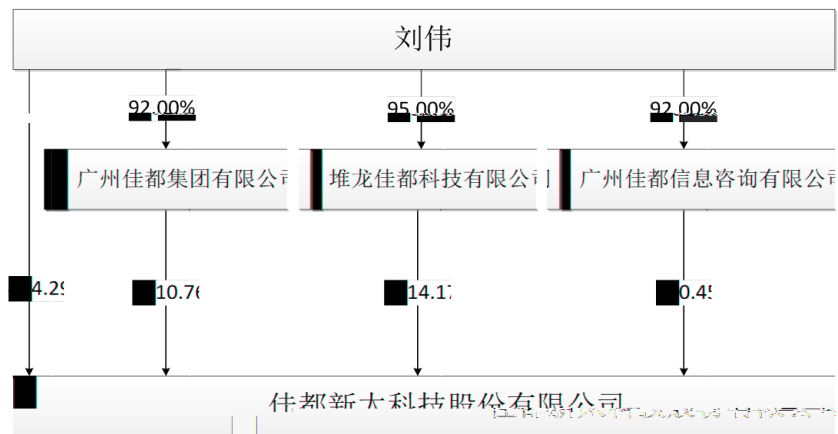 刘伟
92.00% 95.00% 92.00%
广州佳都集团有限公司 堆龙佳都科技有限公司 广州佳都信息咨询有限公司
4.29 10.76 14.17 0.45
佳都新太科技股份有限公司